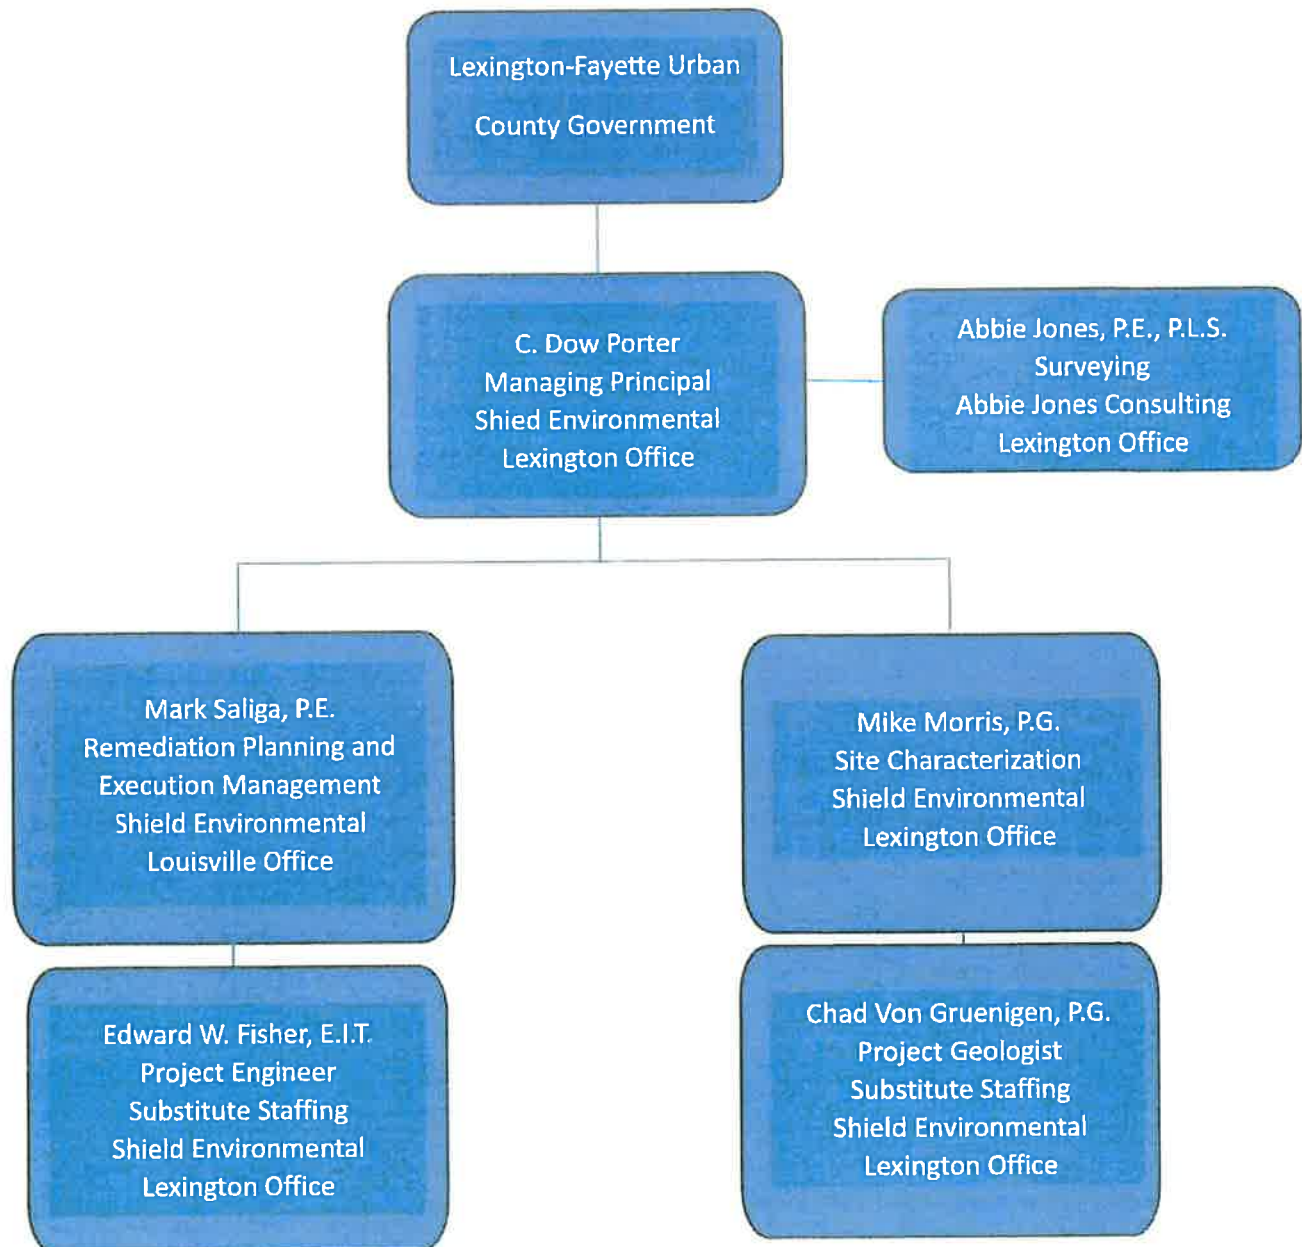 Lexington-Fayette Urban
County Government
C. Dow Porter
Managing Principal
Shied Environmental
Lexington Office
Abbie Jones, P.E., P.L.S.
Surveying
Abbie Jones Consulting
Lexington Office
Mark Saliga, P.E.
Remediation Planning and
Execution Management
Shield Environmental
Louisville Office
Mike Morris, P.G.
Site Characterization
Shield Environmental
Lexington Office
Edward W. Fisher, E.I.T.
Project Engineer
Substitute Staffing
Shield Environmental
Lexington Office
Chad Von Gruenigen, P.G.
Project Geologist
Substitute Staffing
Shield Environmental
Lexington Office